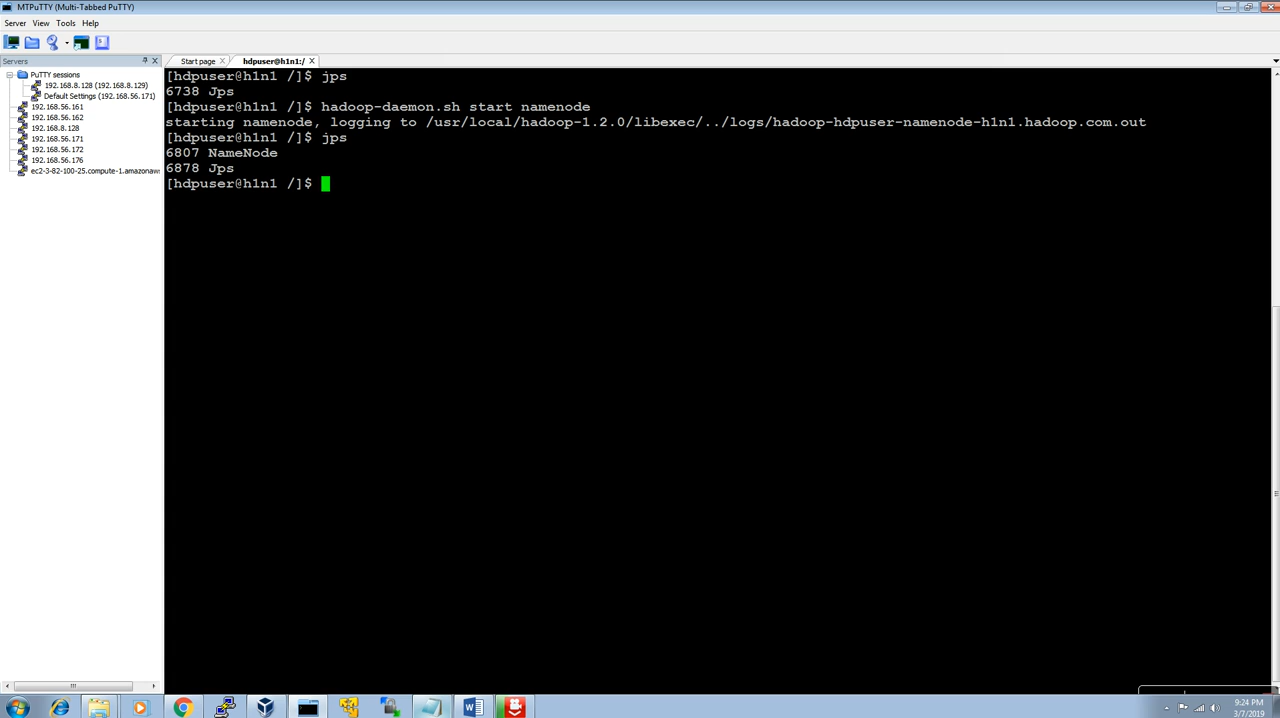 MTPuTTY (Multi-Tabbed PuTTY)
Server View Tools Help
Servers
Start page
hdpuser@h1n1:/
PuTTY sessions
192.168.8.128 (192.168.8.129)
Default Settings (192.168.56.171)
192.168.56.161
192.168.56.162
192.168.8.128
192.168.56.171
192.168.56.172
192.168.56.176
ec2-3-82-100-25.compute-1.amazonaws
[hdpuser@h1n1 /]$ jps
6738 Jps
[hdpuser@h1n1 /]$ hadoop-daemon.sh start namenode
starting namenode, logging to /usr/local/hadoop-1.2.0/libexec/../logs/hadoop-hdpuser-namenode-h1n1.hadoop.com.out
[hdpuser@h1n1 /]$ jps
6807 NameNode
6878 Jps
[hdpuser@h1n1 /]$
9:24 PM
3/7/2019